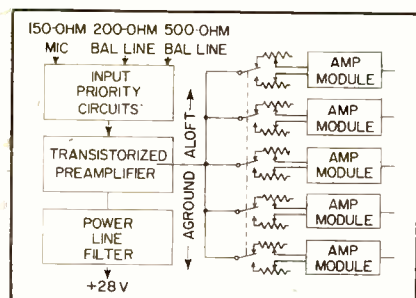 150-OHM 200-OHM 500-OHM
MIC BAL LINE BAL LINE
INPUT
PRIORITY
CIRCUITS
TRANSISTORIZED
PREAMPLIFIER
POWER
LINE
FILTER
+28V
AGROUND ALOFT
AMP
MODULE
AMP
MODULE
AMP
MODULE
AMP
MODULE
AMP
MODULE